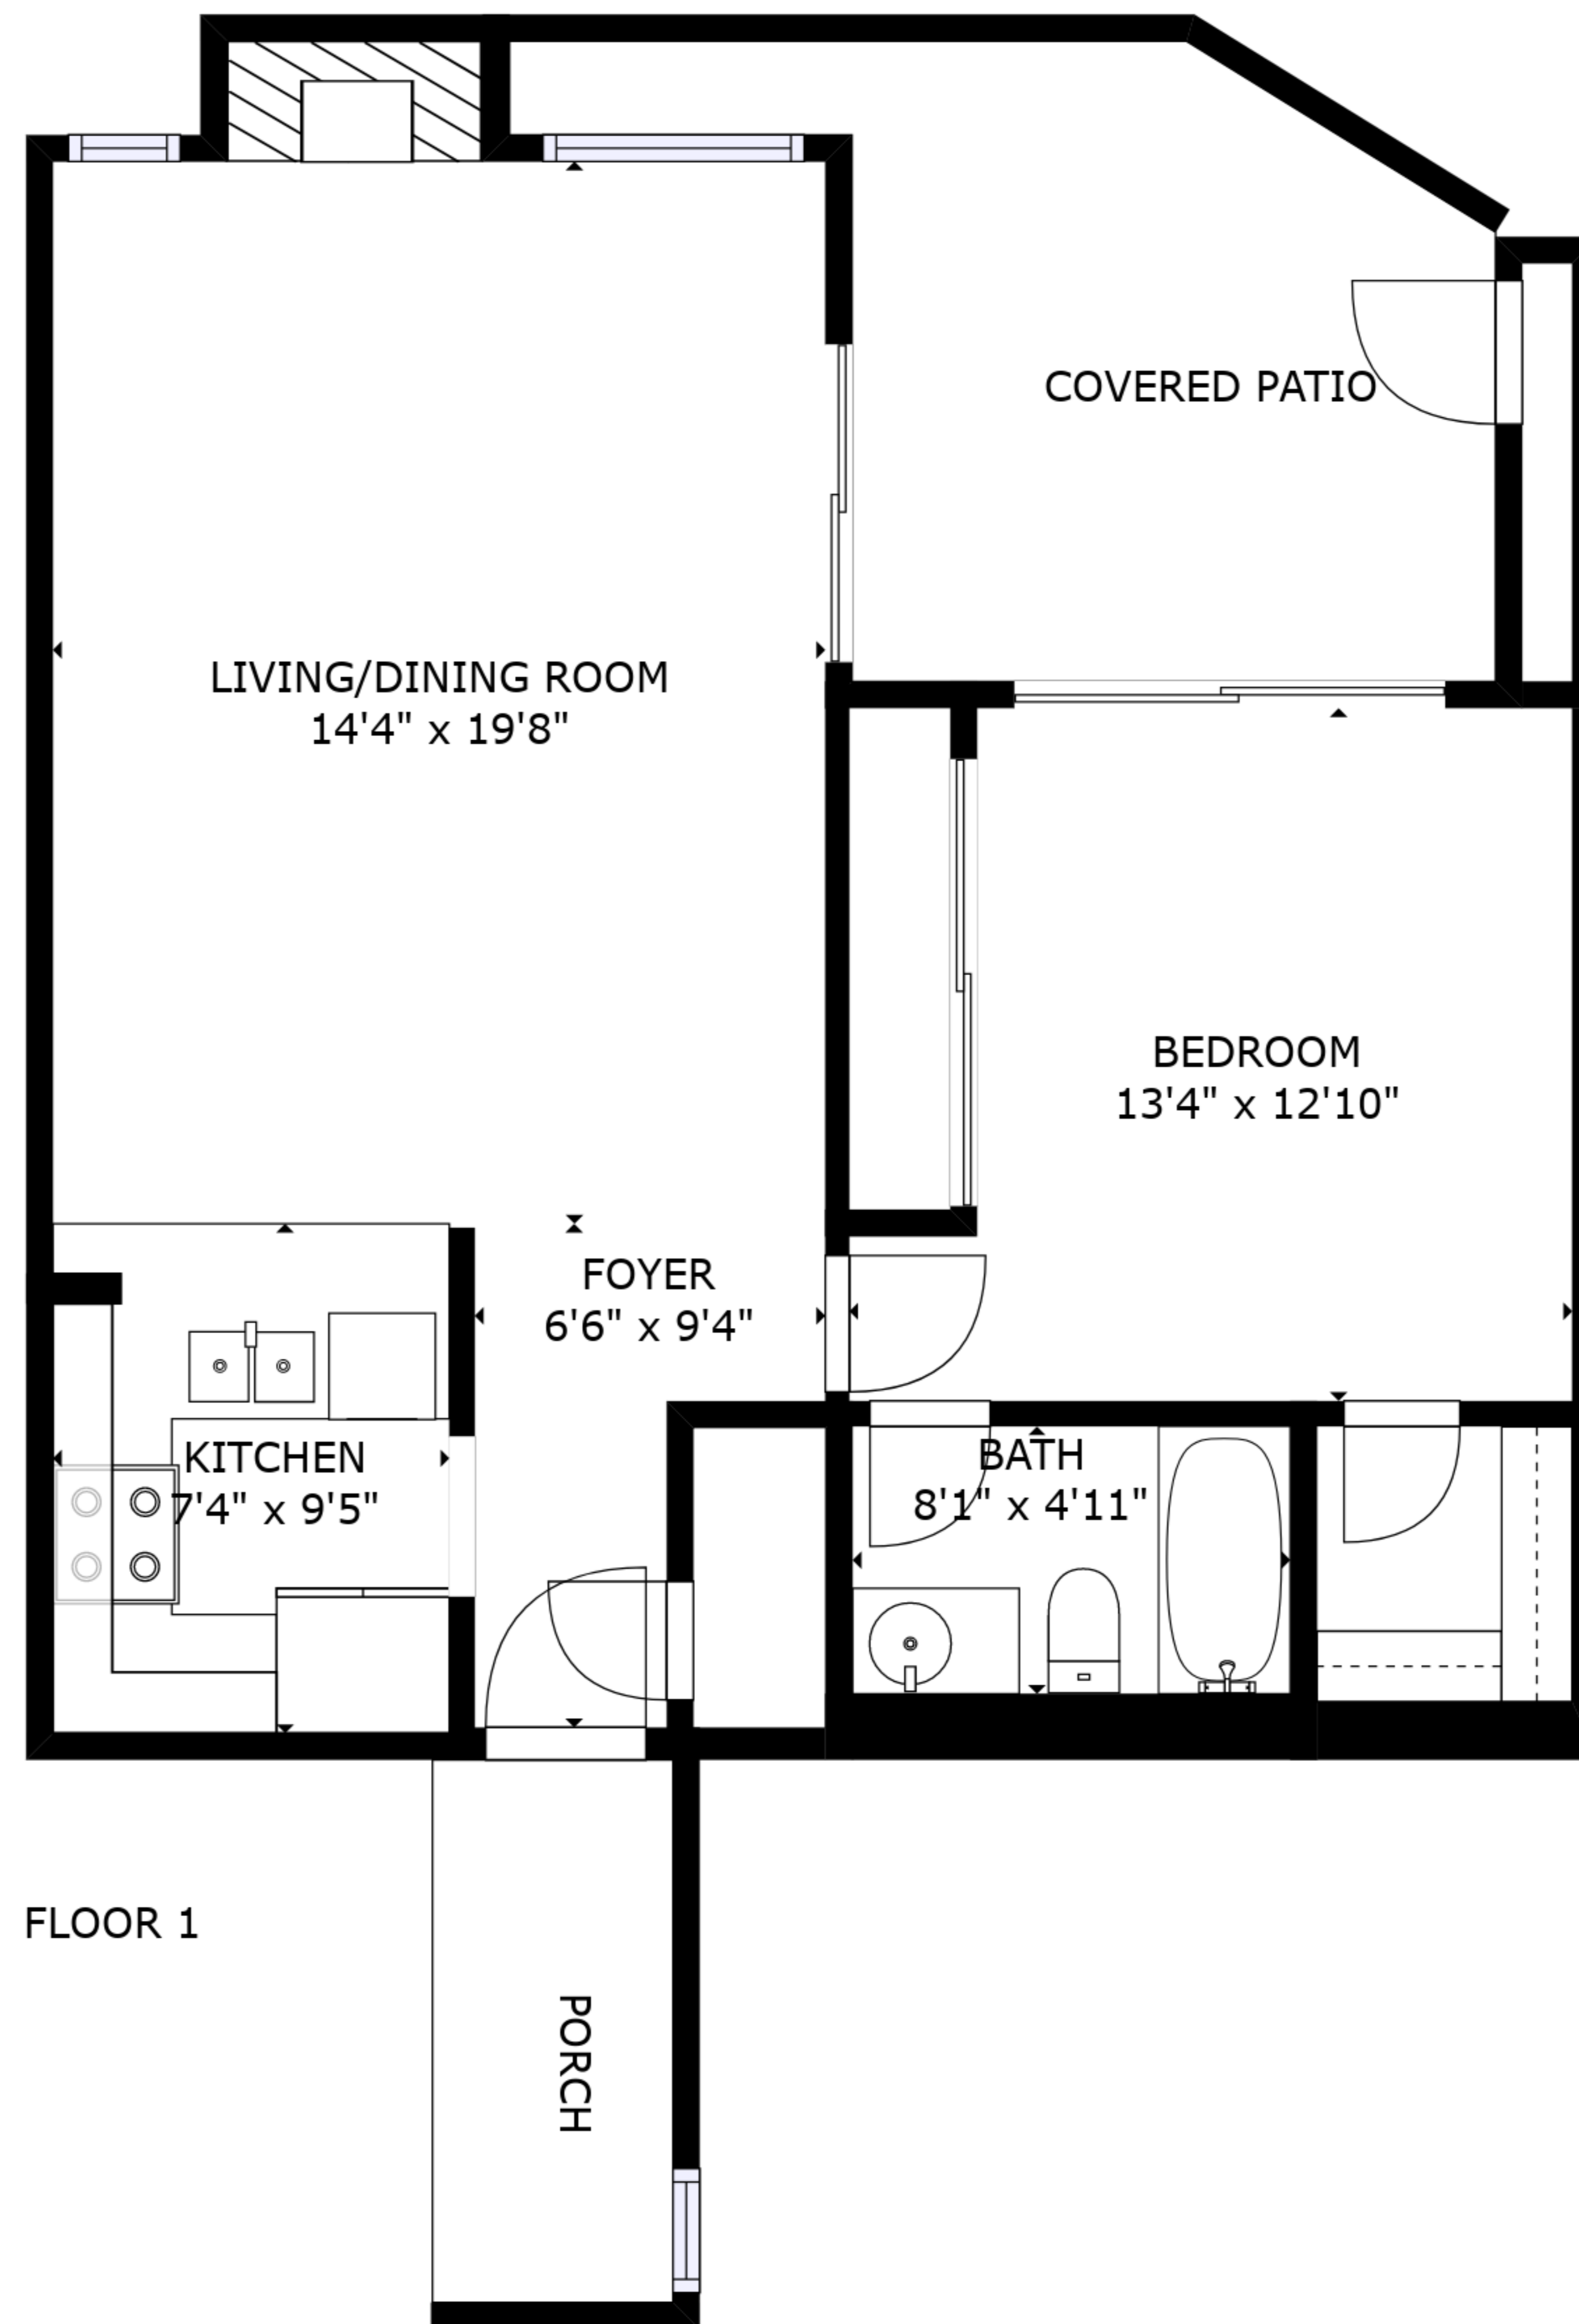 COVERED PATIO
LIVING/DINING ROOM
14'4" x 19'8"
BEDROOM
13'4" x 12'10"
FOYER
6'6" x 9'4"
KITCHEN
7'4" x 9'5"
BATH
8'1" x 4'11"
FLOOR 1
PORCH